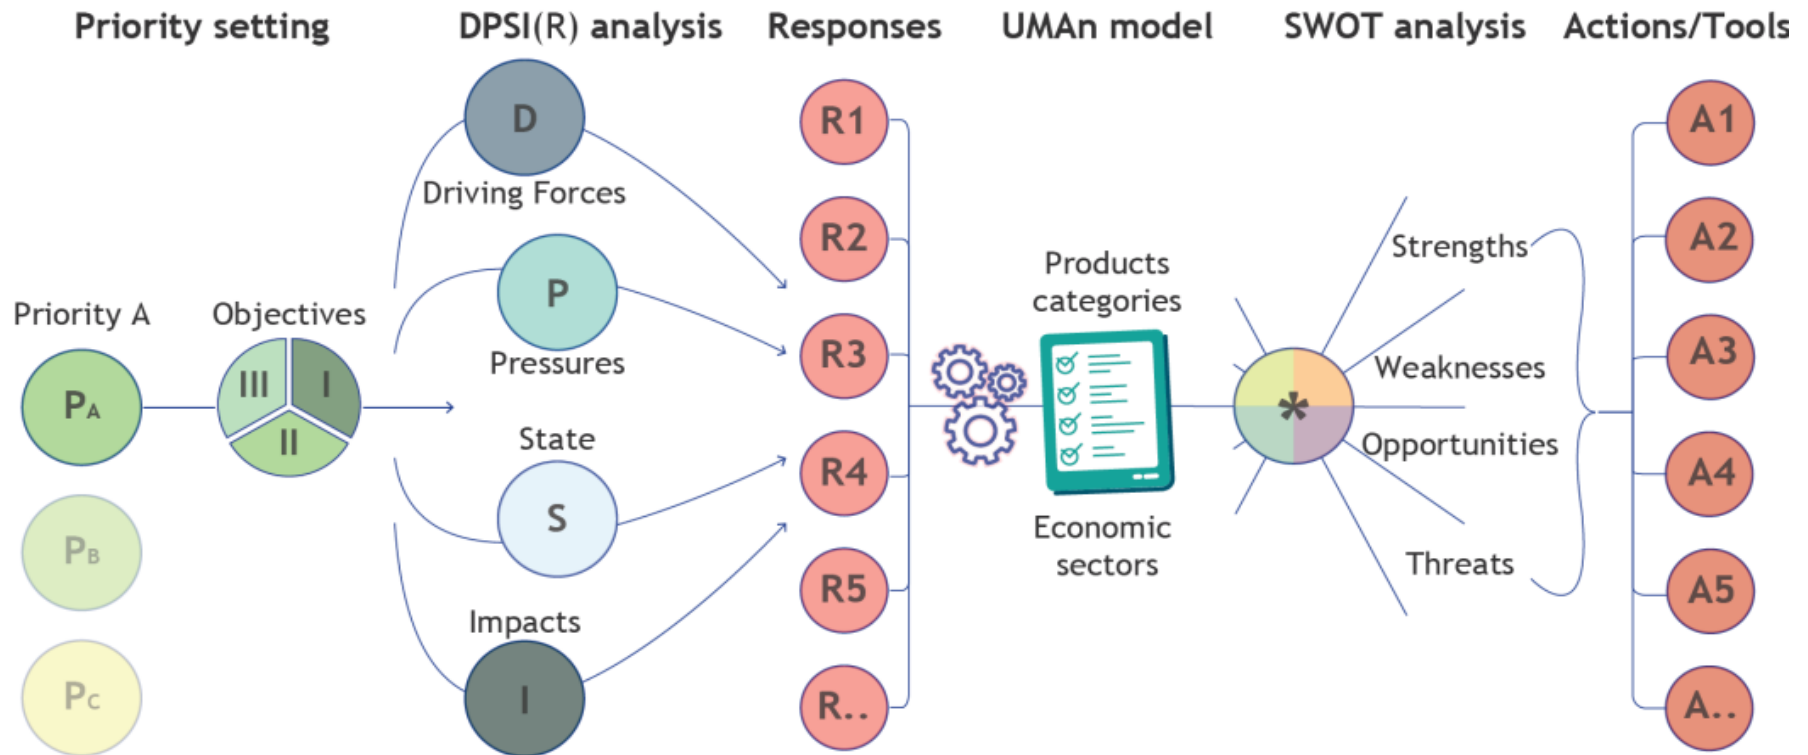 Priority setting
DPSI(R) analysis
Responses
UMAn model
SWOT analysis
Actions/Tools
Priority A
Objectives
PA
PB
PC
III
I
II
D
Driving Forces
P
Pressures
State
S
Impacts
I
R1
R2
R3
R4
R5
R..
Products
categories
Economic
sectors
*
Strengths
Weaknesses
Opportunities
Threats
A1
A2
A3
A4
A5
A..